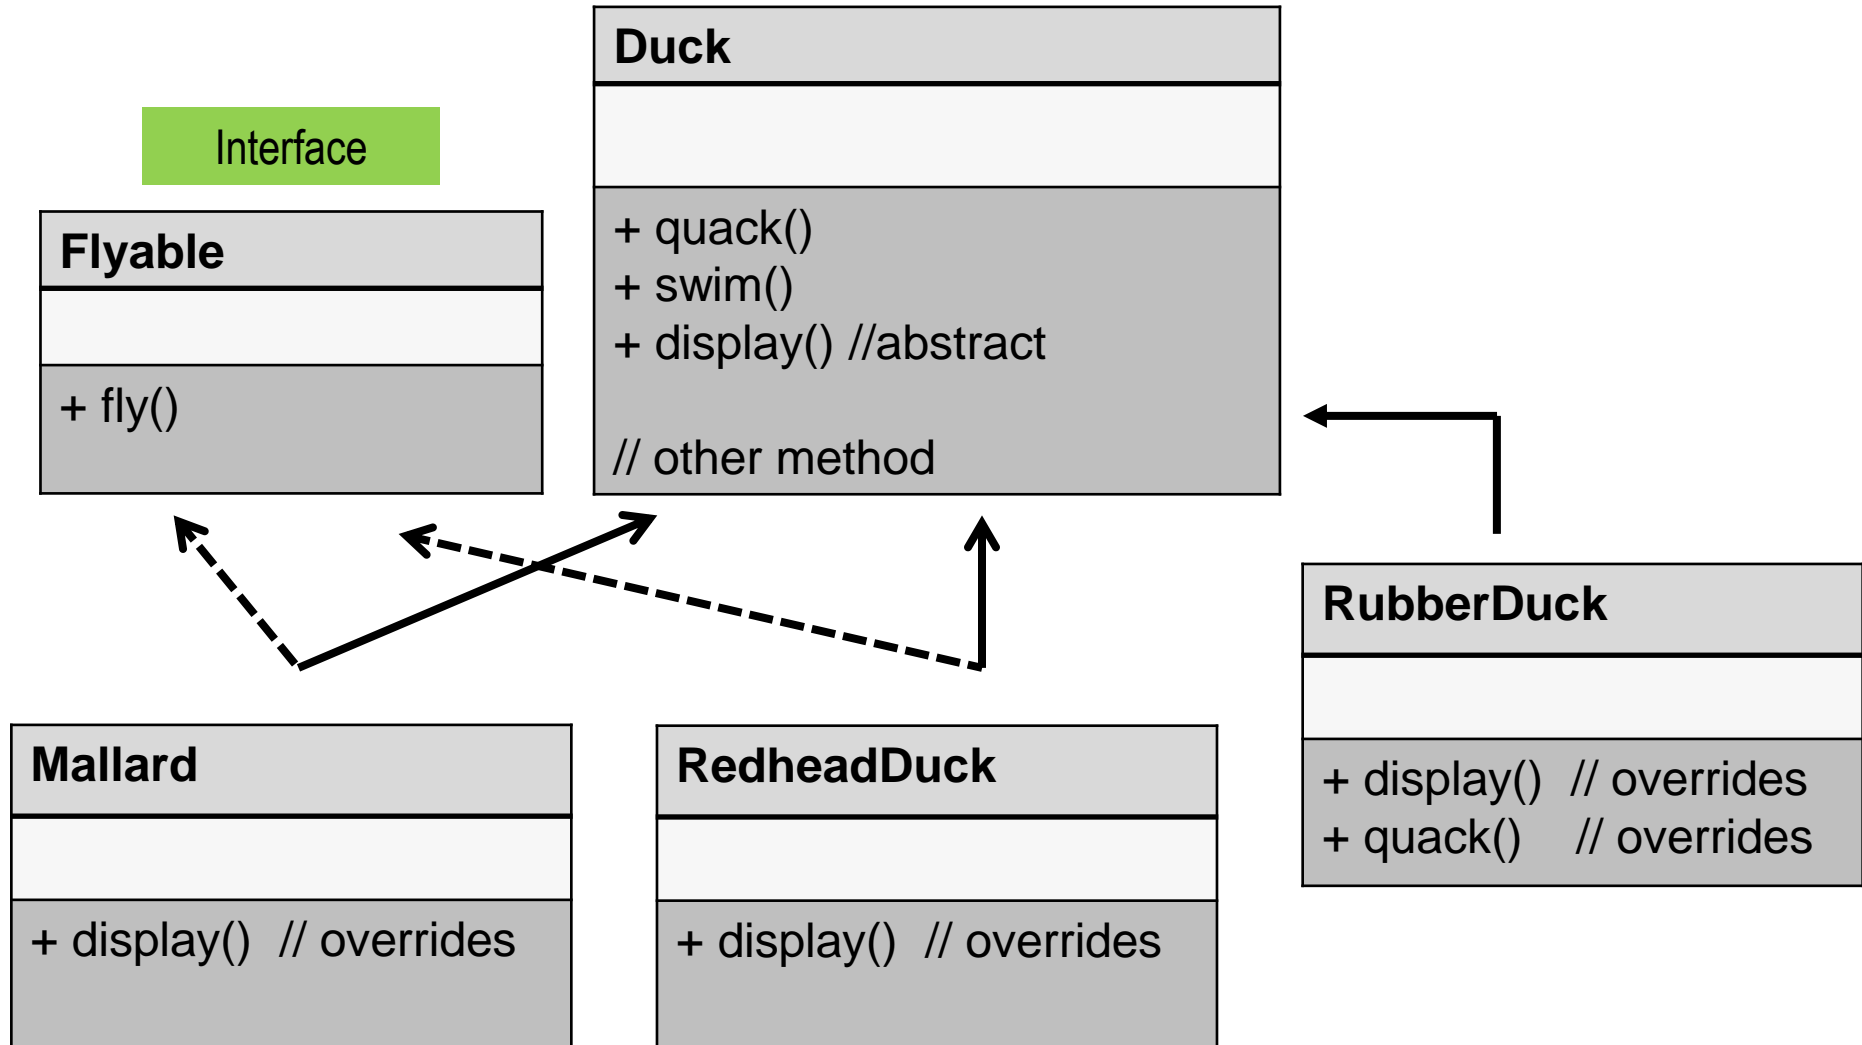 Interface
Flyable
+ fly()
Duck
+ quack()
+ swim()
+ display() //abstract
// other method
Mallard
+ display() // overrides
RedheadDuck
+ display() // overrides
RubberDuck
+ display() // overrides
+ quack() // overrides